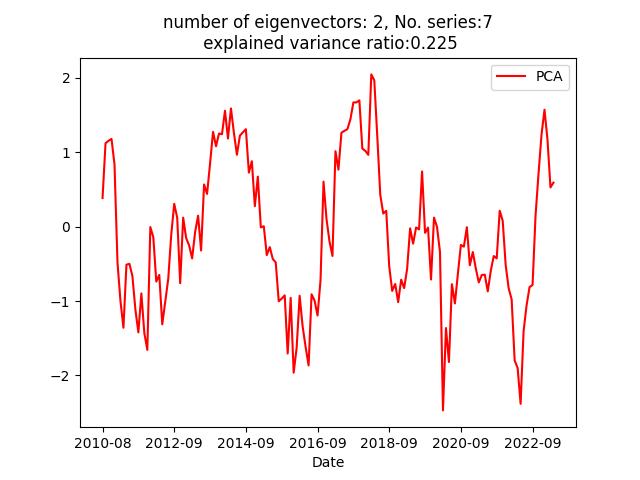 number of eigenvectors: 2, No. series:7
explained variance ratio:0.225
PCA
2
1
0
−1
−2
2010-08 2012-09 2014-09 2016-09 2018-09 2020-09 2022-09
Date